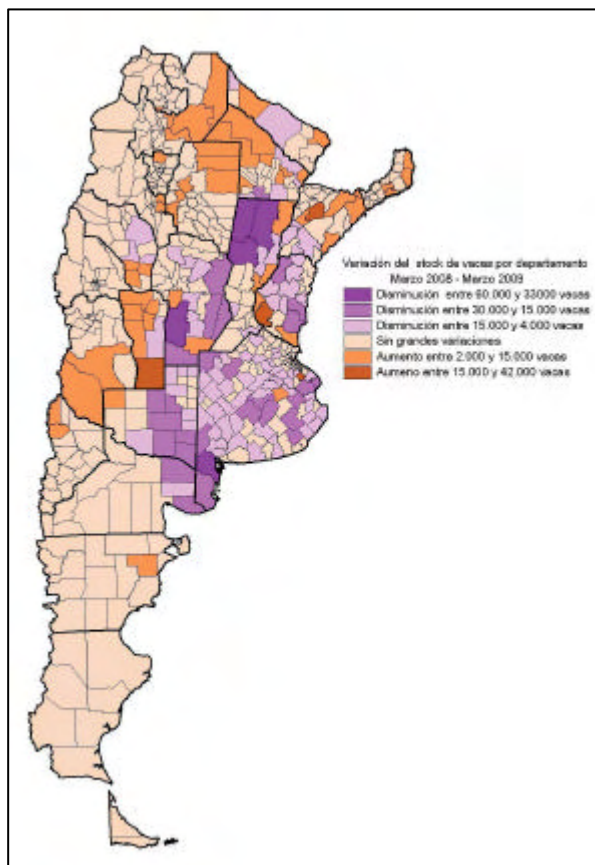 Variación del stock de vacas por departamento
Marzo 2008 - Marzo 2009
Disminución entre 60.000 y 33000 vacas
Disminución entre 30.000 y 15.000 vacas
Disminución entre 15.000 y 4.000 vacas
Sin grandes variaciones
Aumento entre 2.000 y 15.000 vacas
Aumeno entre 15.000 y 42.000 vacas